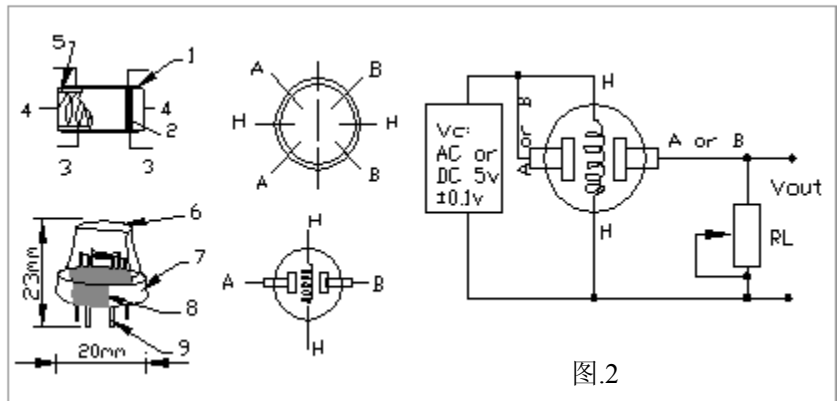 5 1
4 4
2
3 3
6
23mm
7
8
9
20mm
A B
H H
A B
H
A B
H
H
A or B
Vc:
AC or
DC 5v
±0.1v
A or B
Vout
H
RL
图.2